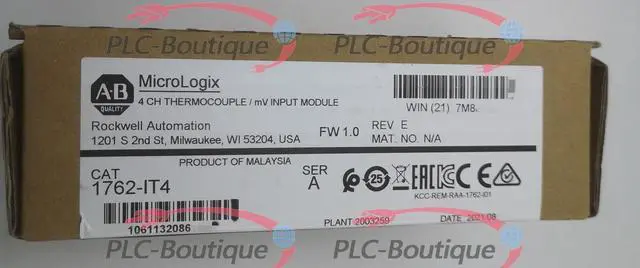 PLC-Boutique PLC-Boutique
A-B
QUALITY
MicroLogix
4 CH THERMOCOUPLE / mV INPUT MODULE
WIN (21) 7M8
Rockwell Automation
1201 S 2nd St, Milwaukee, WI 53204, USA
FW 1.0
REV E
MAT. NO. N/A
PRODUCT OF MALAYSIA
CAT
1762-IT4
SER
A
25
KCC-REM-RAA-1762-I01
1061132086
PLANT 2003259
DATE 2021.08
PLC-Boutique PLC-Boutique